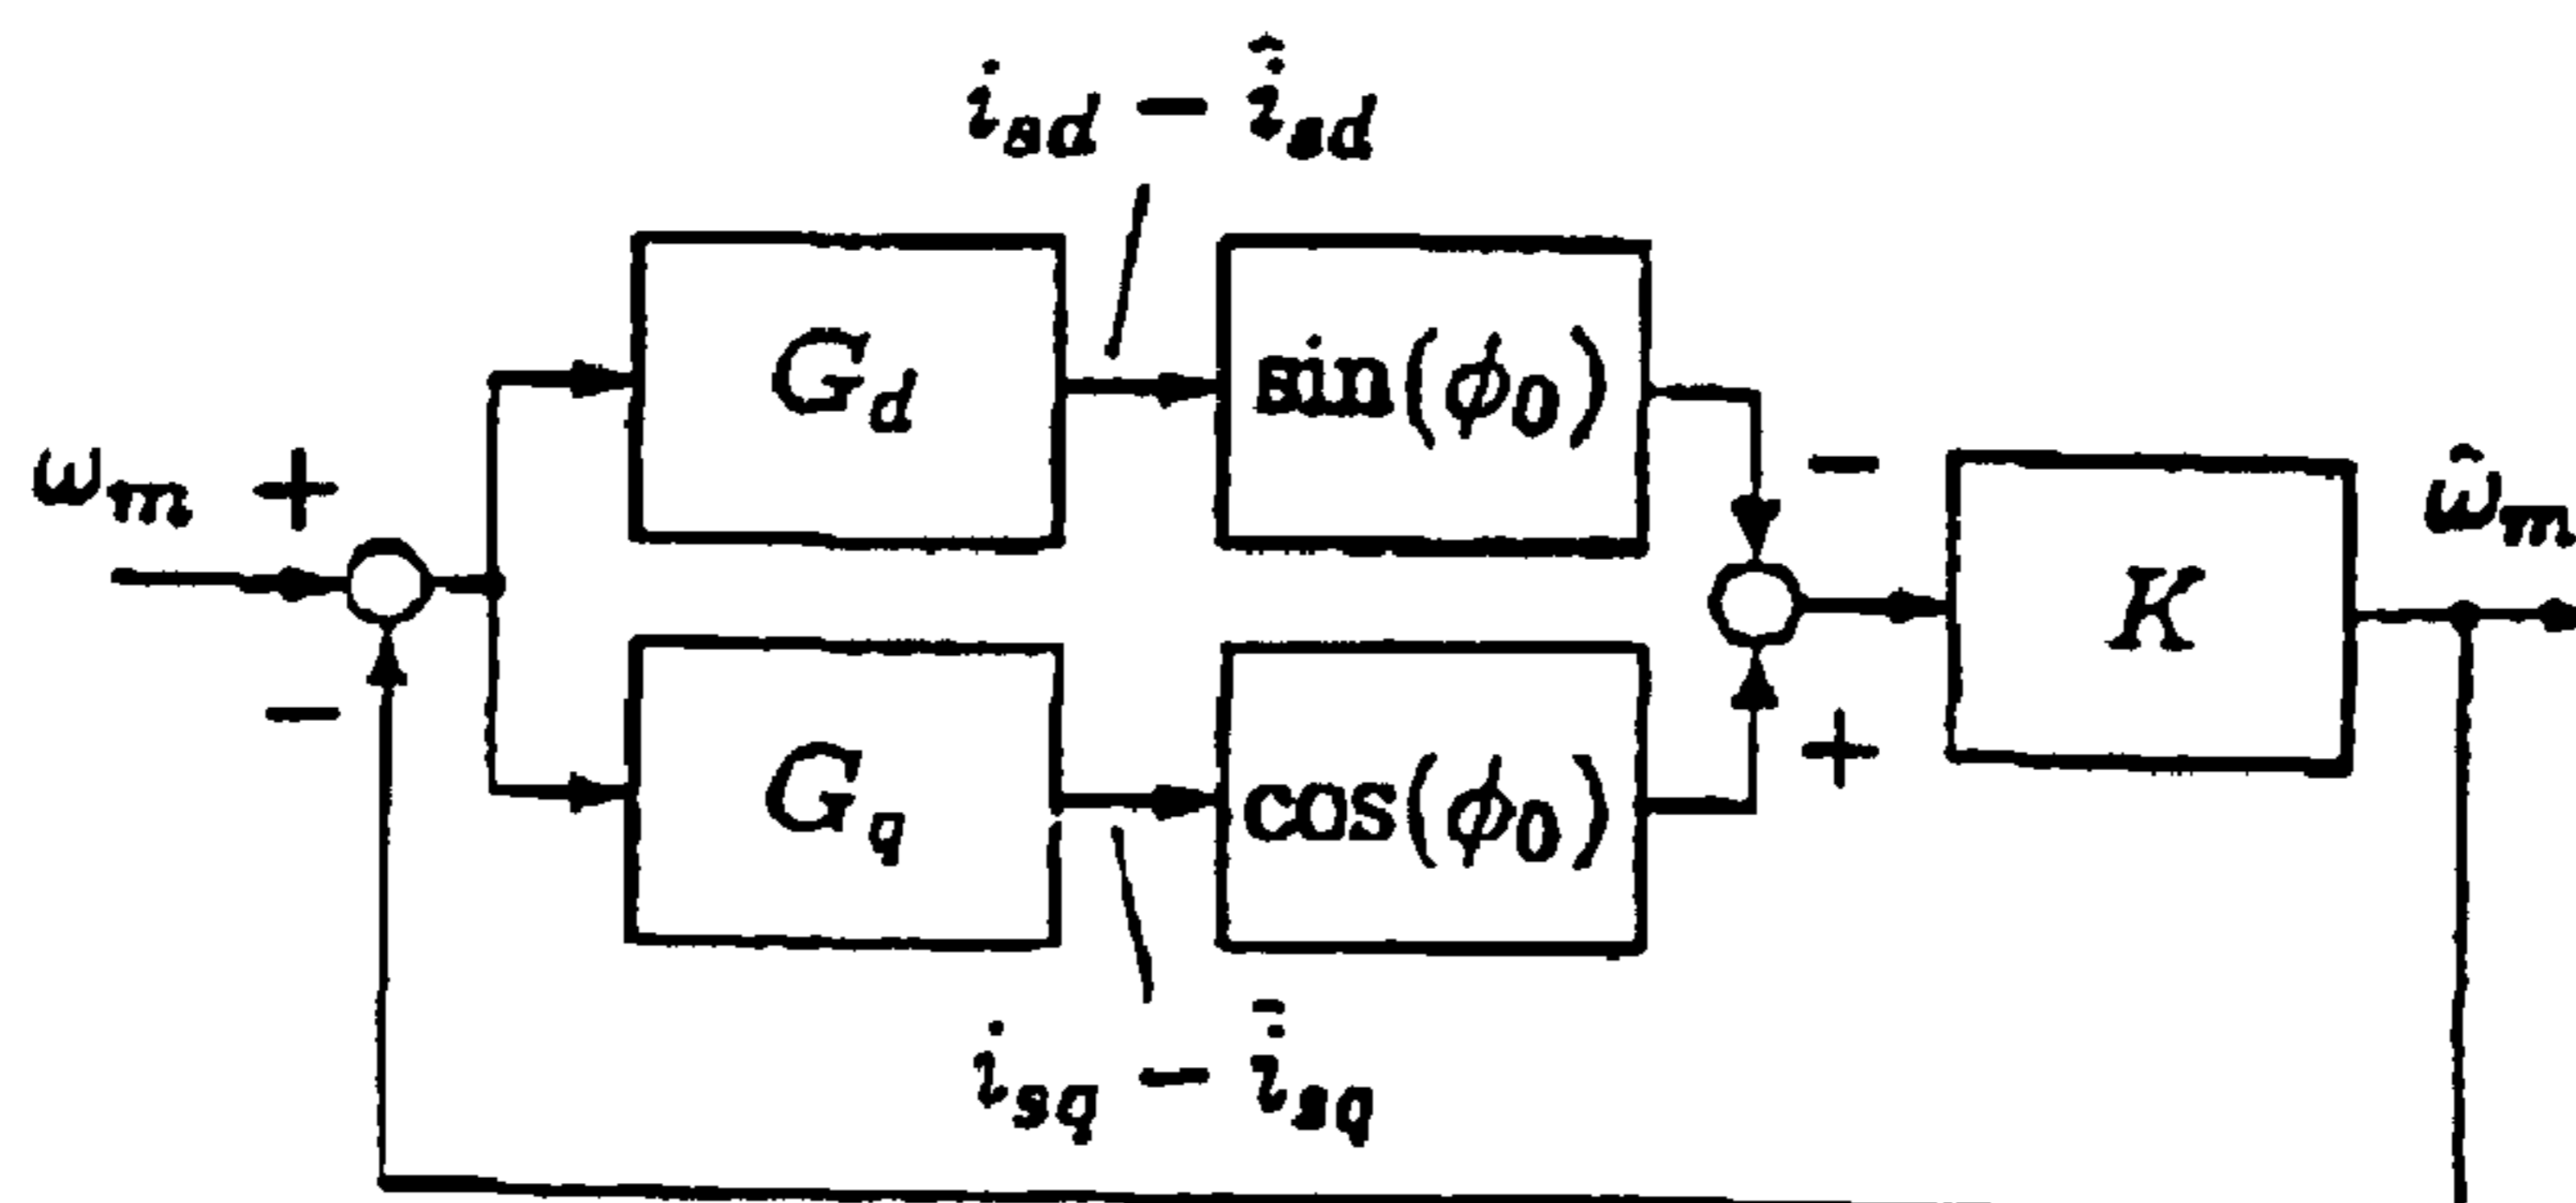 i_sd − î_sd
G_d
sin(ϕ_0)
ω_m +
−
−
K
ω̂_m
G_q
cos(ϕ_0)
+
i_sq − î_sq